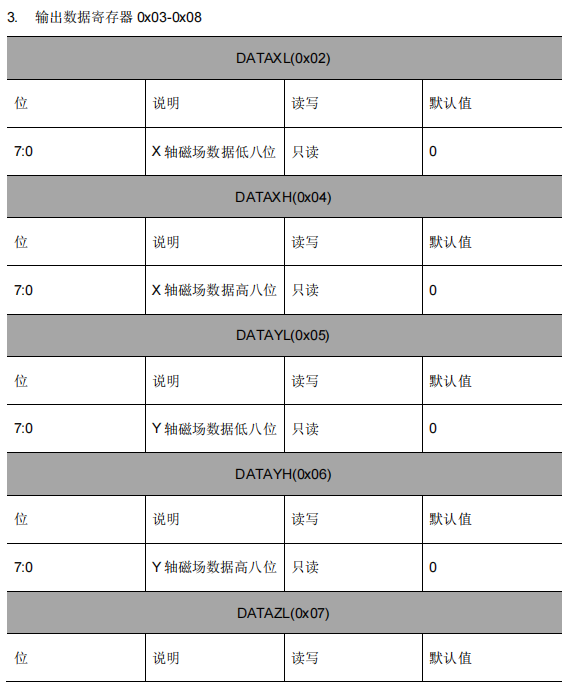 3. 输出数据寄存器 0x03-0x08
DATAXL(0x02)
位 说明 读写 默认值
7:0 X 轴磁场数据低八位 只读 0
DATAXH(0x04)
位 说明 读写 默认值
7:0 X 轴磁场数据高八位 只读 0
DATAYL(0x05)
位 说明 读写 默认值
7:0 Y 轴磁场数据低八位 只读 0
DATAYH(0x06)
位 说明 读写 默认值
7:0 Y 轴磁场数据高八位 只读 0
DATAZL(0x07)
位 说明 读写 默认值